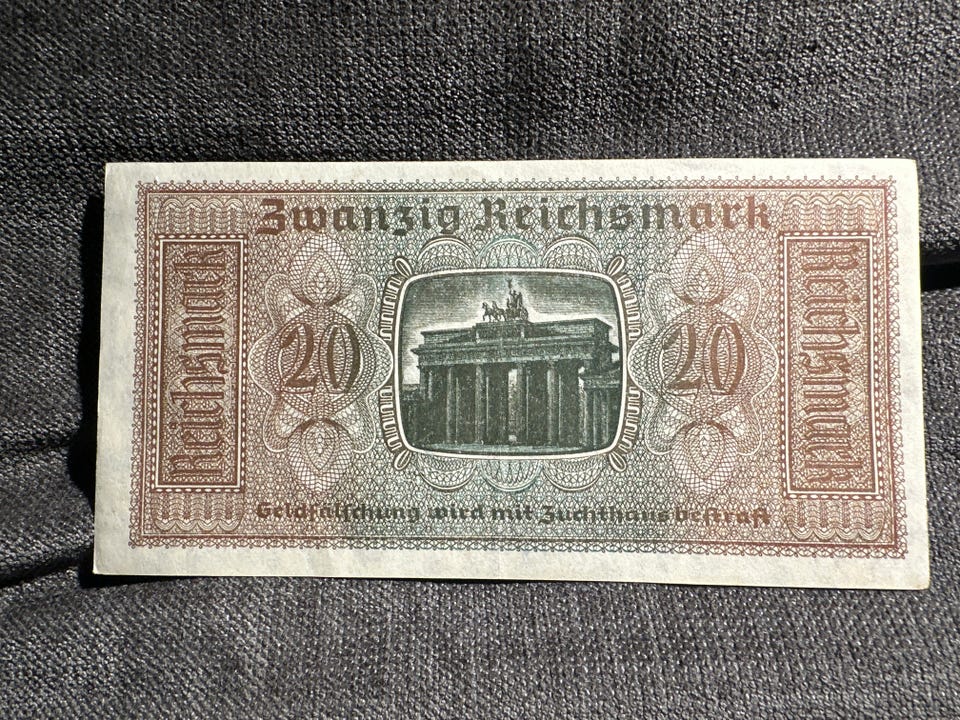 Zwanzig Reichsmark
Reichsmark
20
20
Reichsmark
Geldfälschung wird mit Zuchthaus bestraft